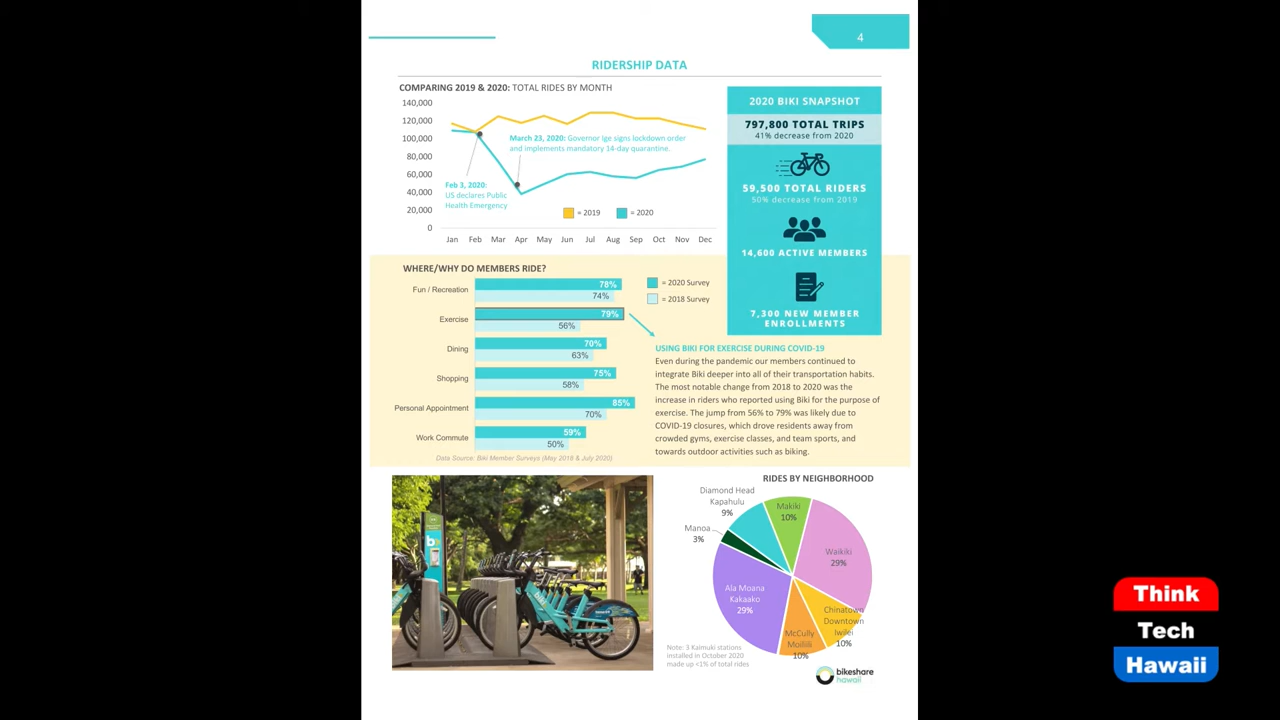 4
RIDERSHIP DATA
COMPARING 2019 & 2020: TOTAL RIDES BY MONTH
140,000
120,000
100,000
80,000
60,000
40,000
20,000
0
March 23, 2020: Governor Ige signs lockdown order
and implements mandatory 14-day quarantine.
Feb 3, 2020:
US declares Public
Health Emergency
= 2019
= 2020
Jan Feb Mar Apr May Jun Jul Aug Sep Oct Nov Dec
2020 BIKI SNAPSHOT
797,800 TOTAL TRIPS
41% decrease from 2020
59,500 TOTAL RIDERS
50% decrease from 2019
14,600 ACTIVE MEMBERS
7,300 NEW MEMBER
ENROLLMENTS
WHERE/WHY DO MEMBERS RIDE?
= 2020 Survey
= 2018 Survey
Fun / Recreation
78%
74%
Exercise
79%
56%
Dining
70%
63%
Shopping
75%
58%
Personal Appointment
85%
70%
Work Commute
59%
50%
Data Source: Biki Member Surveys (May 2018 & July 2020)
USING BIKI FOR EXERCISE DURING COVID-19
Even during the pandemic our members continued to
integrate Biki deeper into all of their transportation habits.
The most notable change from 2018 to 2020 was the
increase in riders who reported using Biki for the purpose of
exercise. The jump from 56% to 79% was likely due to
COVID-19 closures, which drove residents away from
crowded gyms, exercise classes, and team sports, and
towards outdoor activities such as biking.
RIDES BY NEIGHBORHOOD
Diamond Head
Kapahulu
9%
Makiki
10%
Manoa
3%
Waikiki
29%
Ala Moana
Kakaako
29%
Chinatown
Downtown
Iwilei
10%
McCully
Moiliili
10%
Note: 3 Kaimuki stations
installed in October 2020
made up <1% of total rides
bikeshare
hawaii
Think
Tech
Hawaii